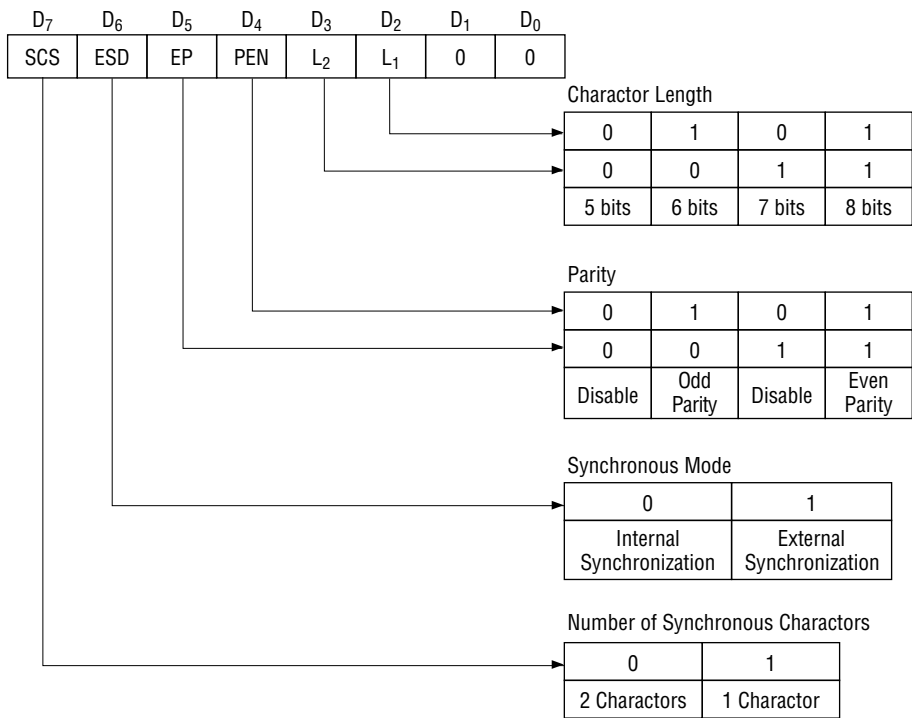 D7 D6 D5 D4 D3 D2 D1 D0
SCS ESD EP PEN L2 L1 0 0
Charactor Length
0 1 0 1
0 0 1 1
5 bits 6 bits 7 bits 8 bits
Parity
0 1 0 1
0 0 1 1
Disable Odd Parity Disable Even Parity
Synchronous Mode
0 1
Internal Synchronization External Synchronization
Number of Synchronous Charactors
0 1
2 Charactors 1 Charactor